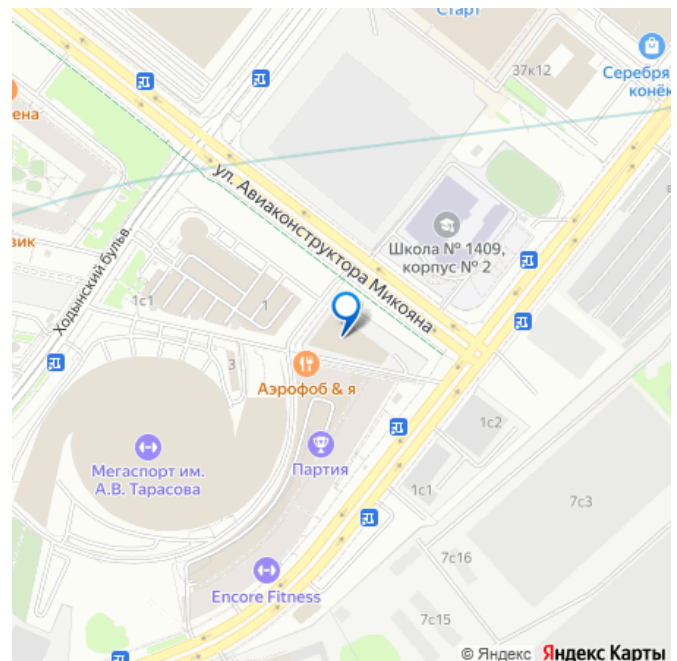 Старт
37к12
Серебря
конёк
ена
ул. Авиаконструктора Микояна
Школа № 1409,
корпус № 2
вик
Ходынский бульв.
1с1
1
3
Аэрофоб & я
Мегаспорт им.
А.В. Тарасова
Партия
1с2
1с1
7с3
7с16
Encore Fitness
7с15
© Яндекс Яндекс Карты